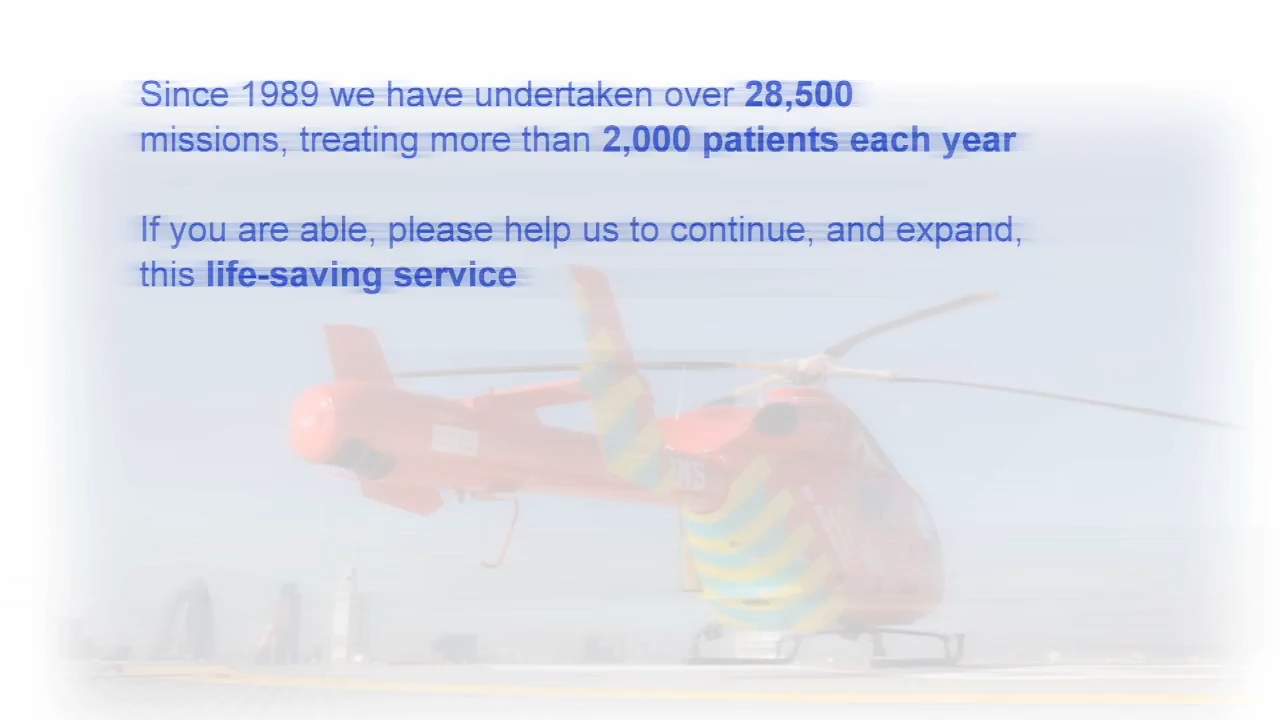 Since 1989 we have undertaken over 28,500
missions, treating more than 2,000 patients each year
If you are able, please help us to continue, and expand,
this life-saving service